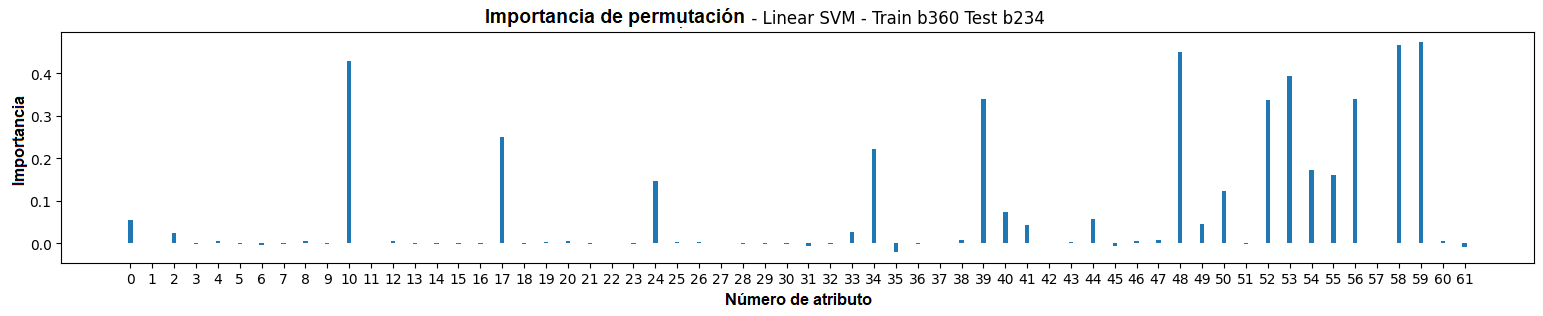 Importancia de permutación - Linear SVM - Train b360 Test b234
Importancia
0.4
0.3
0.2
0.1
0.0
0 1 2 3 4 5 6 7 8 9 10 11 12 13 14 15 16 17 18 19 20 21 22 23 24 25 26 27 28 29 30 31 32 33 34 35 36 37 38 39 40 41 42 43 44 45 46 47 48 49 50 51 52 53 54 55 56 57 58 59 60 61
Número de atributo